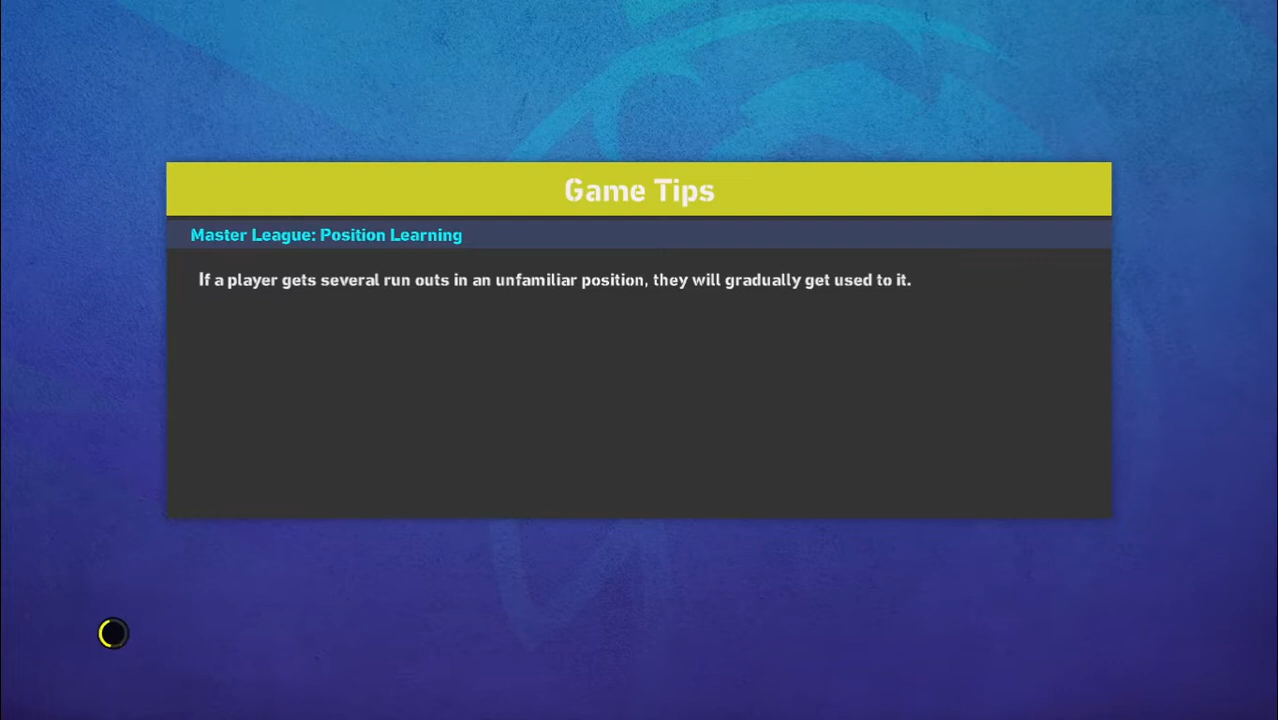 Game Tips
Master League: Position Learning
If a player gets several run outs in an unfamiliar position, they will gradually get used to it.